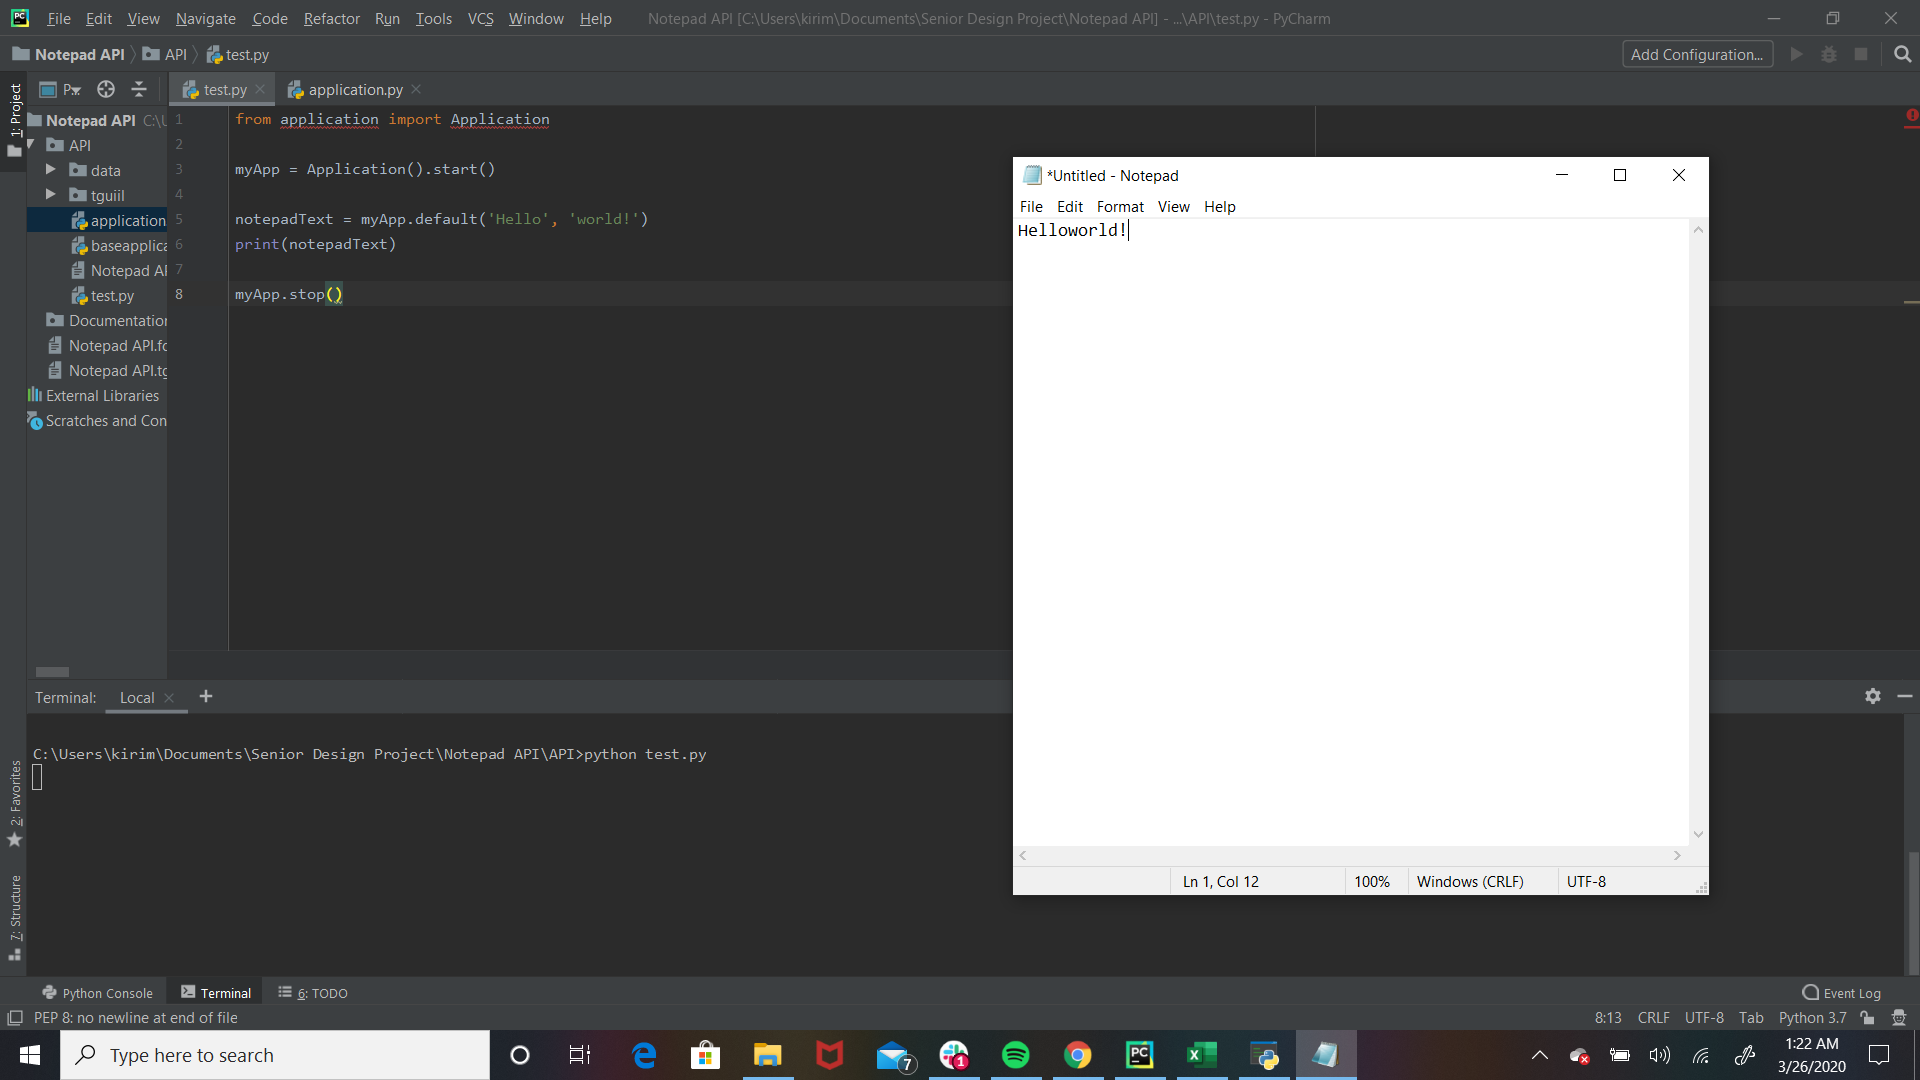 File Edit View Navigate Code Refactor Run Tools VCS Window Help Notepad API [C:\Users\kirim\Documents\Senior Design Project\Notepad API] - ...\API\test.py - PyCharm
Notepad API API test.py Add Configuration...
P test.py application.py
1: Project
Notepad API C:\U
API
data
tguiil
application
baseapplica
Notepad AP
test.py
Documentation
Notepad API.fo
Notepad API.tg
External Libraries
Scratches and Con
1 from application import Application
2
3 myApp = Application().start()
4
5 notepadText = myApp.default('Hello', 'world!')
6 print(notepadText)
7
8 myApp.stop()
*Untitled - Notepad
File Edit Format View Help
Helloworld!
Ln 1, Col 12 100% Windows (CRLF) UTF-8
Terminal: Local
C:\Users\kirim\Documents\Senior Design Project\Notepad API\API>python test.py
2: Favorites
7: Structure
Python Console Terminal 6: TODO Event Log
PEP 8: no newline at end of file 8:13 CRLF UTF-8 Tab Python 3.7
Type here to search 7 1 1:22 AM
3/26/2020